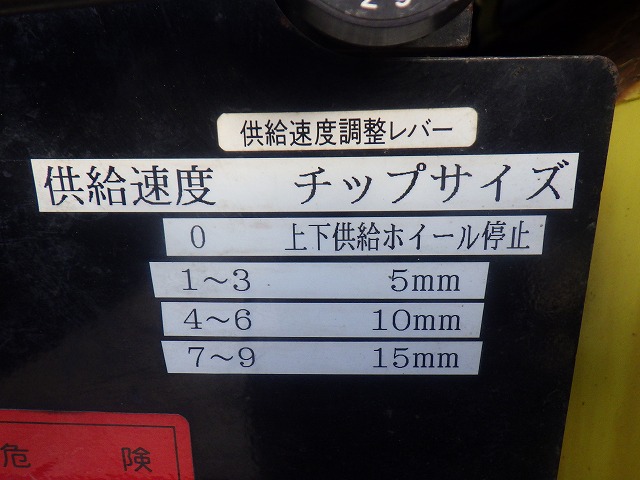 供給速度調整レバー
供給速度 チップサイズ
0 上下供給ホイール停止
1～3 5mm
4～6 10mm
7～9 15mm
危 険